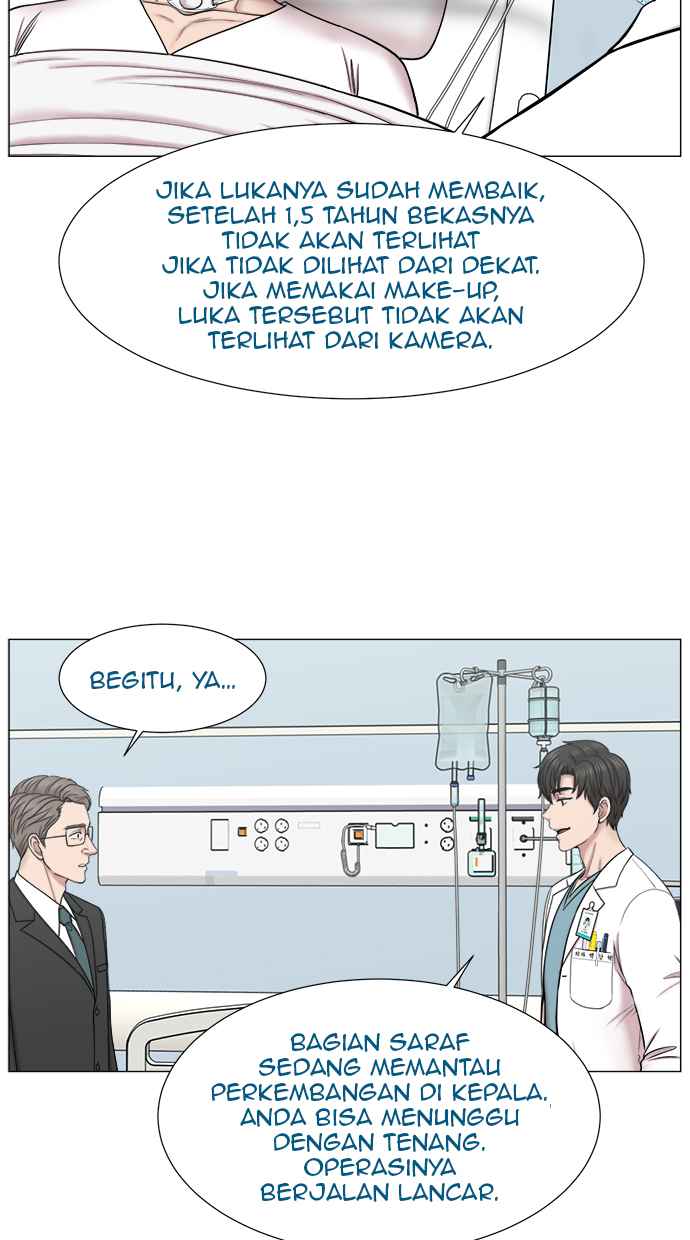 JIKA LUKANYA SUDAH MEMBAIK,
SETELAH 1,5 TAHUN BEKASNYA
TIDAK AKAN TERLIHAT
JIKA TIDAK DILIHAT DARI DEKAT.
JIKA MEMAKAI MAKE-UP,
LUKA TERSEBUT TIDAK AKAN
TERLIHAT DARI KAMERA.
BEGITU, YA...
BAGIAN SARAF
SEDANG MEMANTAU
PERKEMBANGAN DI KEPALA.
ANDA BISA MENUNGGU
DENGAN TENANG.
OPERASINYA
BERJALAN LANCAR.